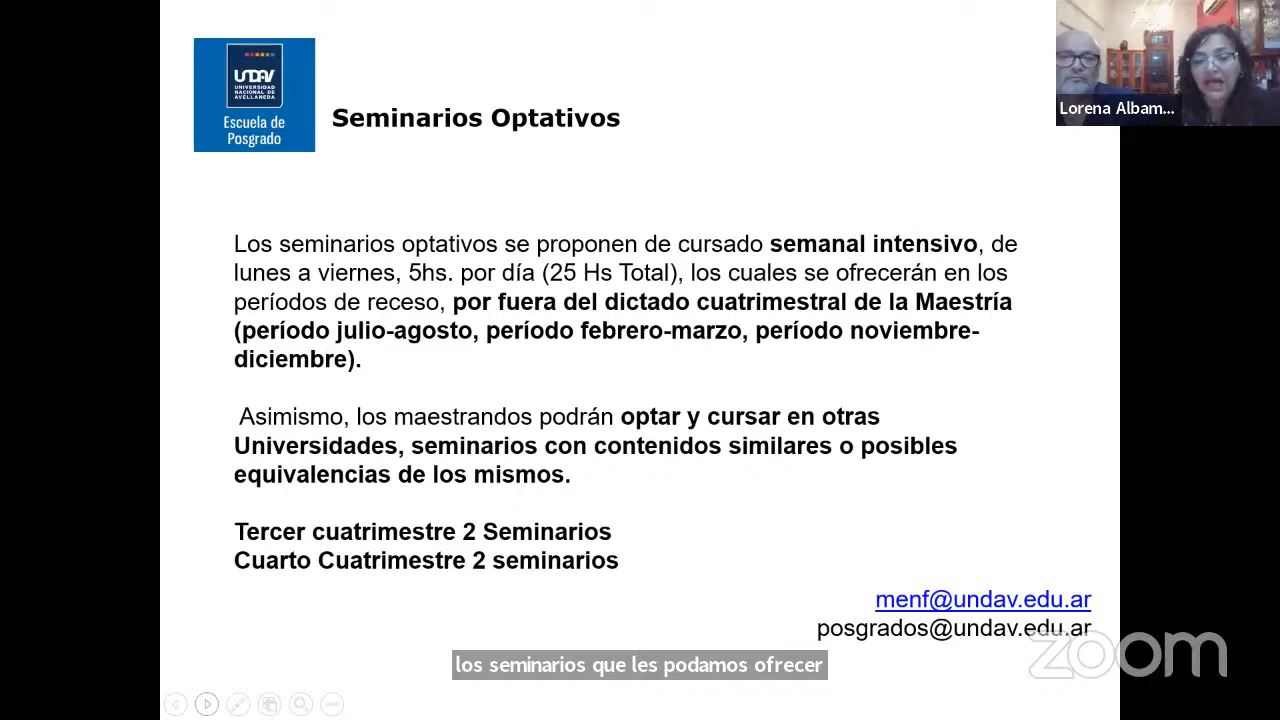 UNDAV
UNIVERSIDAD
NACIONAL DE
AVELLANEDA
Escuela de
Posgrado
Seminarios Optativos
Lorena Albam...
Los seminarios optativos se proponen de cursado semanal intensivo, de
lunes a viernes, 5hs. por día (25 Hs Total), los cuales se ofrecerán en los
períodos de receso, por fuera del dictado cuatrimestral de la Maestría
(período julio-agosto, período febrero-marzo, período noviembre-
diciembre).
Asimismo, los maestrandos podrán optar y cursar en otras
Universidades, seminarios con contenidos similares o posibles
equivalencias de los mismos.
Tercer cuatrimestre 2 Seminarios
Cuarto Cuatrimestre 2 seminarios
menf@undav.edu.ar
posgrados@undav.edu.ar
zoom
los seminarios que les podamos ofrecer